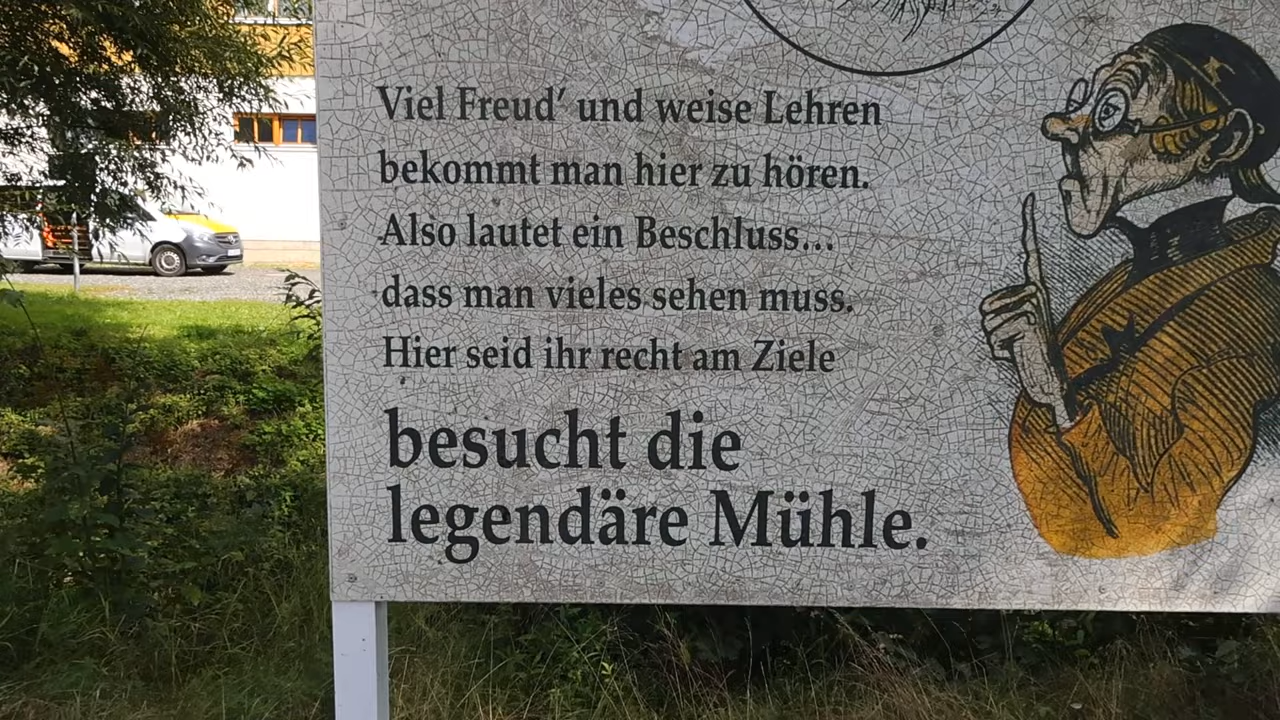 Viel Freud’ und weise Lehren
bekommt man hier zu hören.
Also lautet ein Beschluss...
dass man vieles sehen muss.
Hier seid ihr recht am Ziele
besucht die
legendäre Mühle.